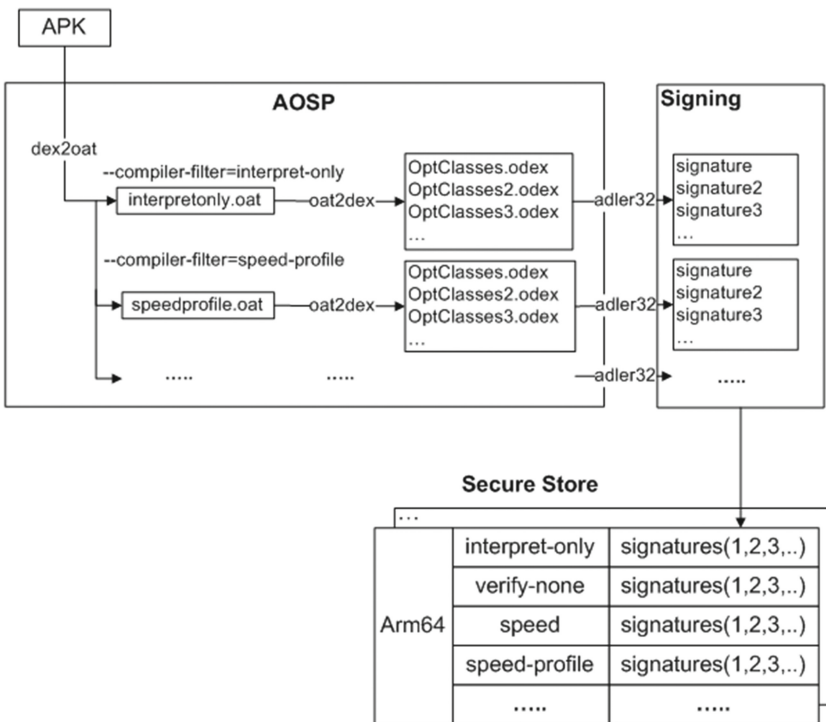 APK
AOSP
dex2oat
--compiler-filter=interpret-only
interpretonly.oat
oat2dex
OptClasses.odex
OptClasses2.odex
OptClasses3.odex
...
adler32
--compiler-filter=speed-profile
speedprofile.oat
oat2dex
OptClasses.odex
OptClasses2.odex
OptClasses3.odex
...
adler32
.....
.....
adler32
Signing
signature
signature2
signature3
...
signature
signature2
signature3
...
.....
Secure Store
...
Arm64
interpret-only signatures(1,2,3,..)
verify-none signatures(1,2,3,..)
speed signatures(1,2,3,..)
speed-profile signatures(1,2,3,..)
..... .....